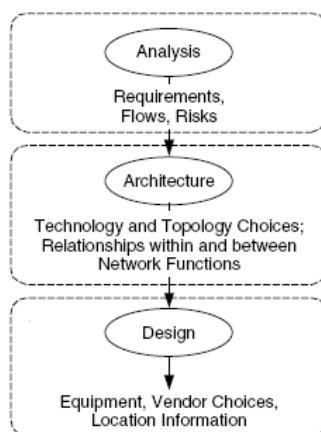 Analysis
Requirements,
Flows, Risks
Architecture
Technology and Topology Choices;
Relationships within and between
Network Functions
Design
Equipment, Vendor Choices,
Location Information